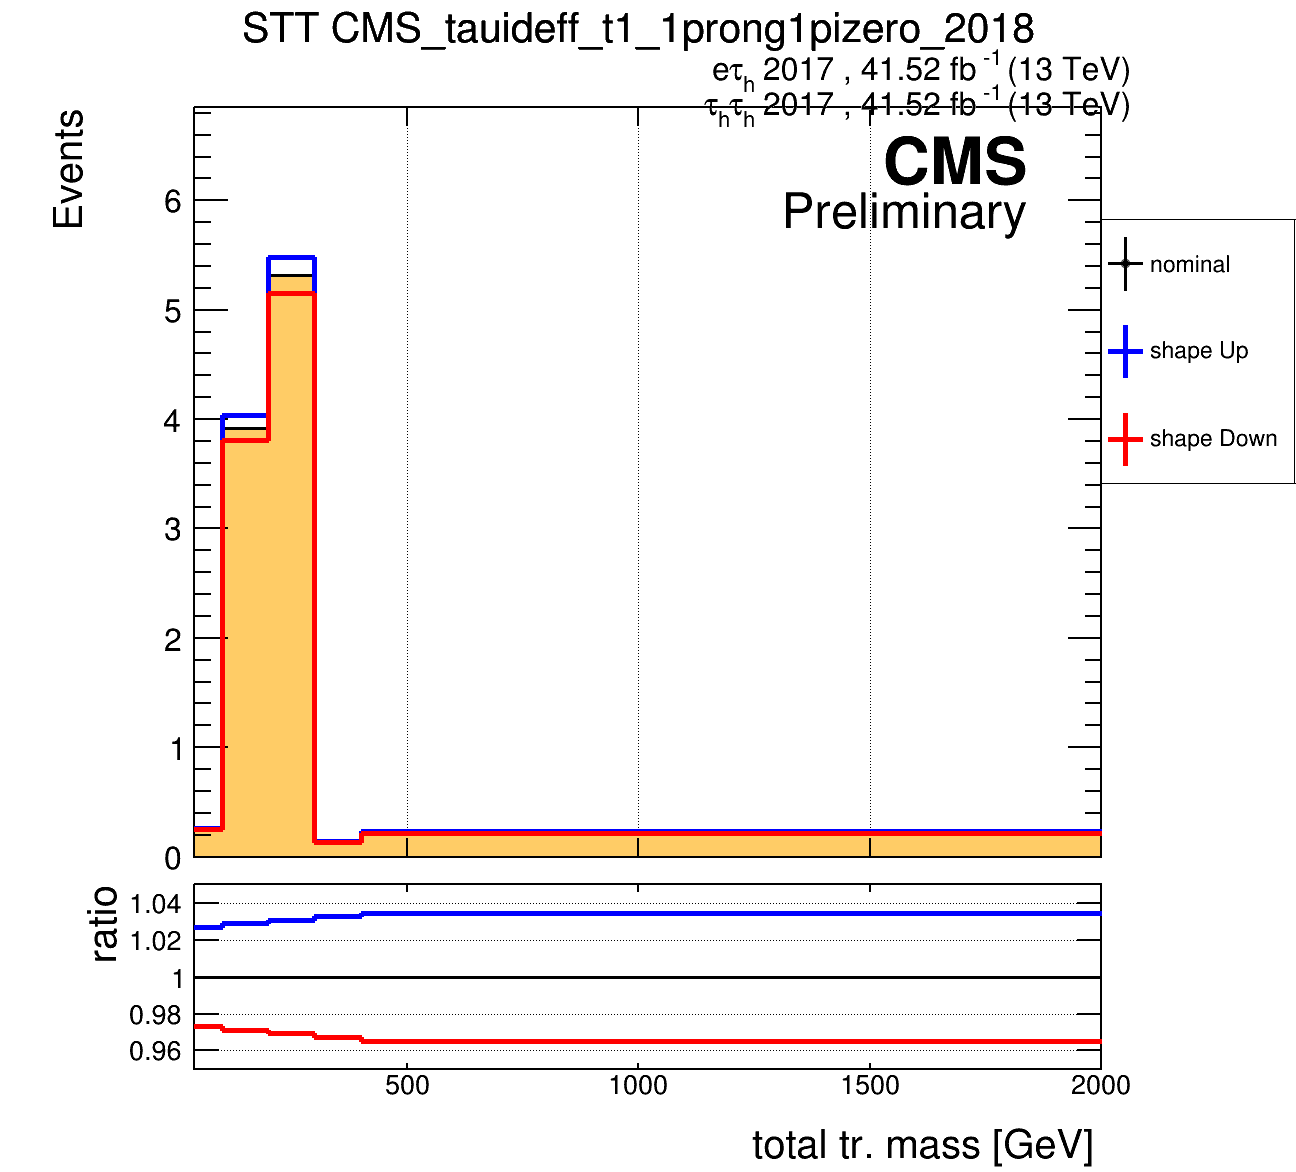 STT CMS_tauideff_t1_1prong1pizero_2018
eτh 2017 , 41.52 fb -1 (13 TeV)
τhτh 2017 , 41.52 fb -1 (13 TeV)
CMS
Preliminary
Events
6
5
4
3
2
1
0
nominal
shape Up
shape Down
ratio
1.04
1.02
1
0.98
0.96
500 1000 1500 2000
total tr. mass [GeV]